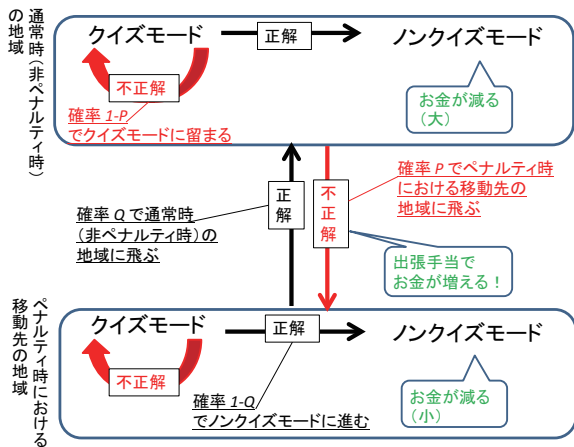 通常時(非ペナルティ時)
の地域
クイズモード
正解
ノンクイズモード
不正解
確率 1-P
でクイズモードに留まる
お金が減る
(大)
正解
不正解
確率 P でペナルティ時
における移動先の
地域に飛ぶ
確率 Q で通常時
(非ペナルティ時)の
地域に飛ぶ
出張手当で
お金が増える!
ペナルティ時における
移動先の地域
クイズモード
正解
ノンクイズモード
不正解
確率 1-Q
でノンクイズモードに進む
お金が減る
(小)